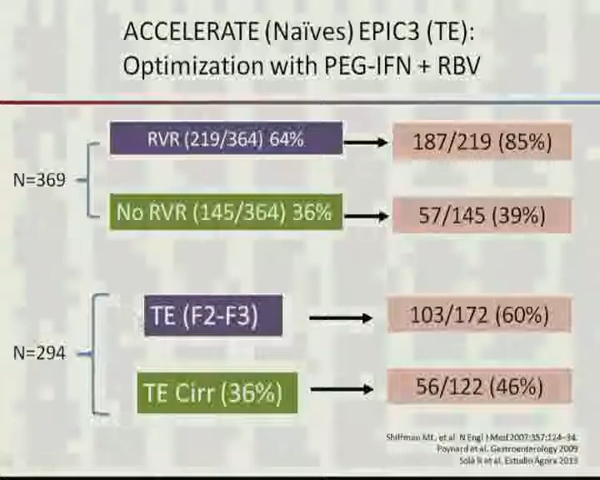 ACCELERATE (Naïves) EPIC3 (TE):
Optimization with PEG-IFN + RBV
RVR (219/364) 64%
187/219 (85%)
N=369
No RVR (145/364) 36%
57/145 (39%)
TE (F2-F3)
103/172 (60%)
N=294
TE Cirr (36%)
56/122 (46%)
Shiffman ML, et al. N Engl J Med 2007;357:124-34.
Poynard et al. Gastroenterology 2009
Solà R et al. Estudio Ágora 2013